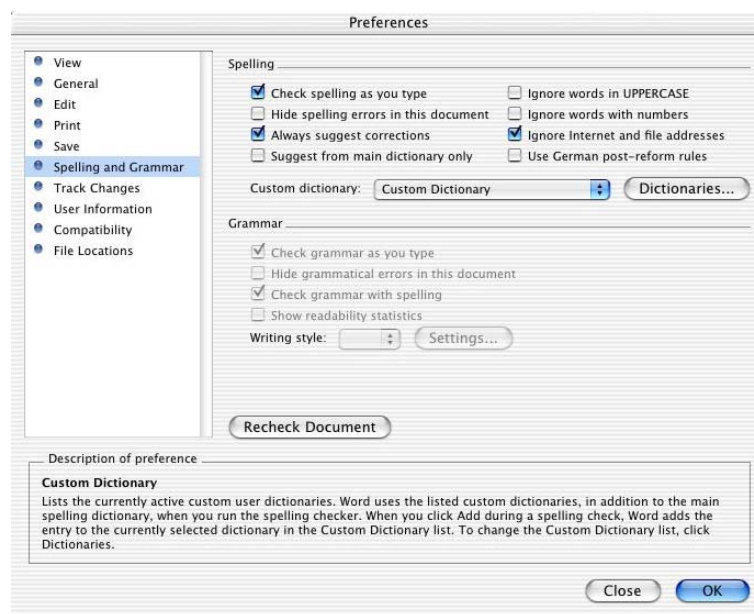 Preferences
View
General
Edit
Print
Save
Spelling and Grammar
Track Changes
User Information
Compatibility
File Locations
Spelling
Check spelling as you type
Ignore words in UPPERCASE
Hide spelling errors in this document
Ignore words with numbers
Always suggest corrections
Ignore Internet and file addresses
Suggest from main dictionary only
Use German post-reform rules
Custom dictionary: Custom Dictionary Dictionaries...
Grammar
Check grammar as you type
Hide grammatical errors in this document
Check grammar with spelling
Show readability statistics
Writing style: Settings...
Recheck Document
Description of preference
Custom Dictionary
Lists the currently active custom user dictionaries. Word uses the listed custom dictionaries, in addition to the main
spelling dictionary, when you run the spelling checker. When you click Add during a spelling check, Word adds the
entry to the currently selected dictionary in the Custom Dictionary list. To change the Custom Dictionary list, click
Dictionaries.
Close OK